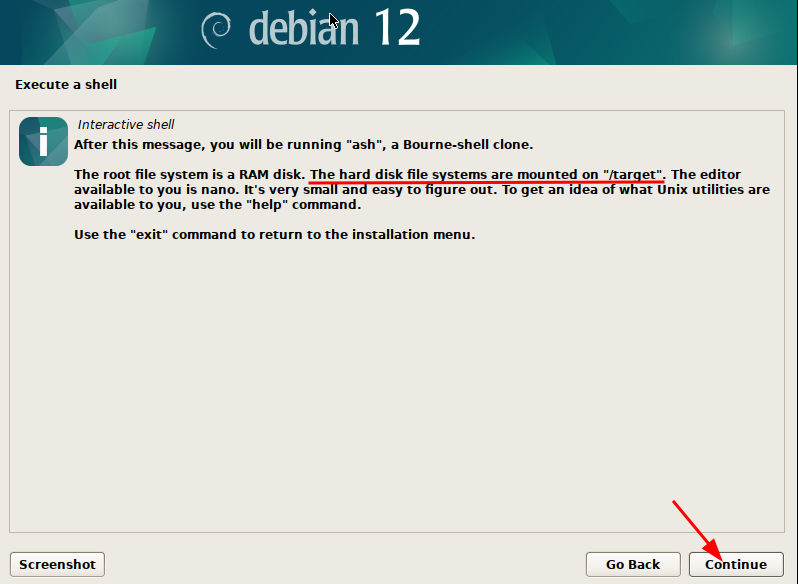 debian 12
Execute a shell
Interactive shell
After this message, you will be running "ash", a Bourne-shell clone.
The root file system is a RAM disk. The hard disk file systems are mounted on "/target". The editor
available to you is nano. It's very small and easy to figure out. To get an idea of what Unix utilities are
available to you, use the "help" command.
Use the "exit" command to return to the installation menu.
Screenshot
Go Back
Continue